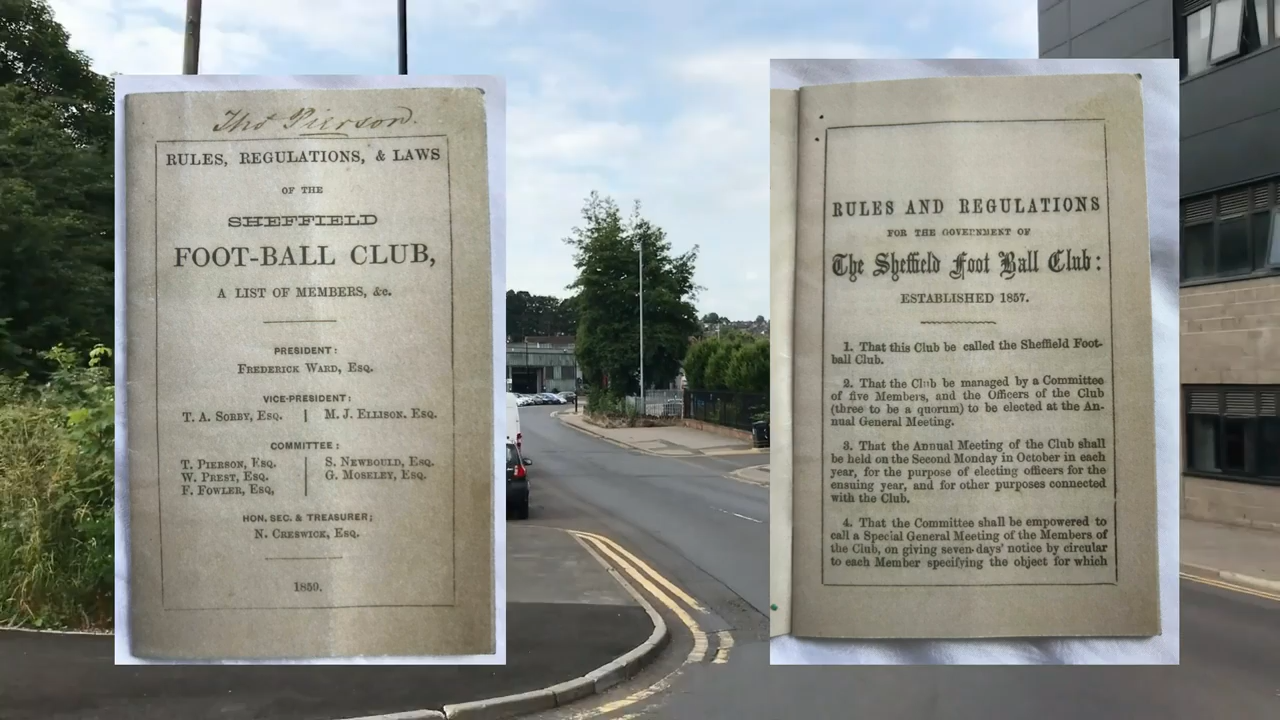 Thos Pierson.
RULES, REGULATIONS, & LAWS
OF THE
SHEFFIELD
FOOT-BALL CLUB,
A LIST OF MEMBERS, &c.
PRESIDENT:
FREDERICK WARD, ESQ.
VICE-PRESIDENT:
T. A. SORBY, ESQ. | M. J. ELLISON, ESQ.
COMMITTEE:
T. PIERSON, ESQ. S. NEWBOULD, ESQ.
W. PREST, ESQ. G. MOSELEY, ESQ.
F. FOWLER, ESQ,
HON. SEC. & TREASURER;
N. CRESWICK, ESQ.
1859.
RULES AND REGULATIONS
FOR THE GOVERNMENT OF
The Sheffield Foot Ball Club:
ESTABLISHED 1857.
1. That this Club be called the Sheffield Foot-
ball Club.
2. That the Club be managed by a Committee
of five Members, and the Officers of the Club
(three to be a quorum) to be elected at the An-
nual General Meeting.
3. That the Annual Meeting of the Club shall
be held on the Second Monday in October in each
year, for the purpose of electing officers for the
ensuing year, and for other purposes connected
with the Club.
4. That the Committee shall be empowered to
call a Special General Meeting of the Members of
the Club, on giving seven days' notice by circular
to each Member specifying the object for which